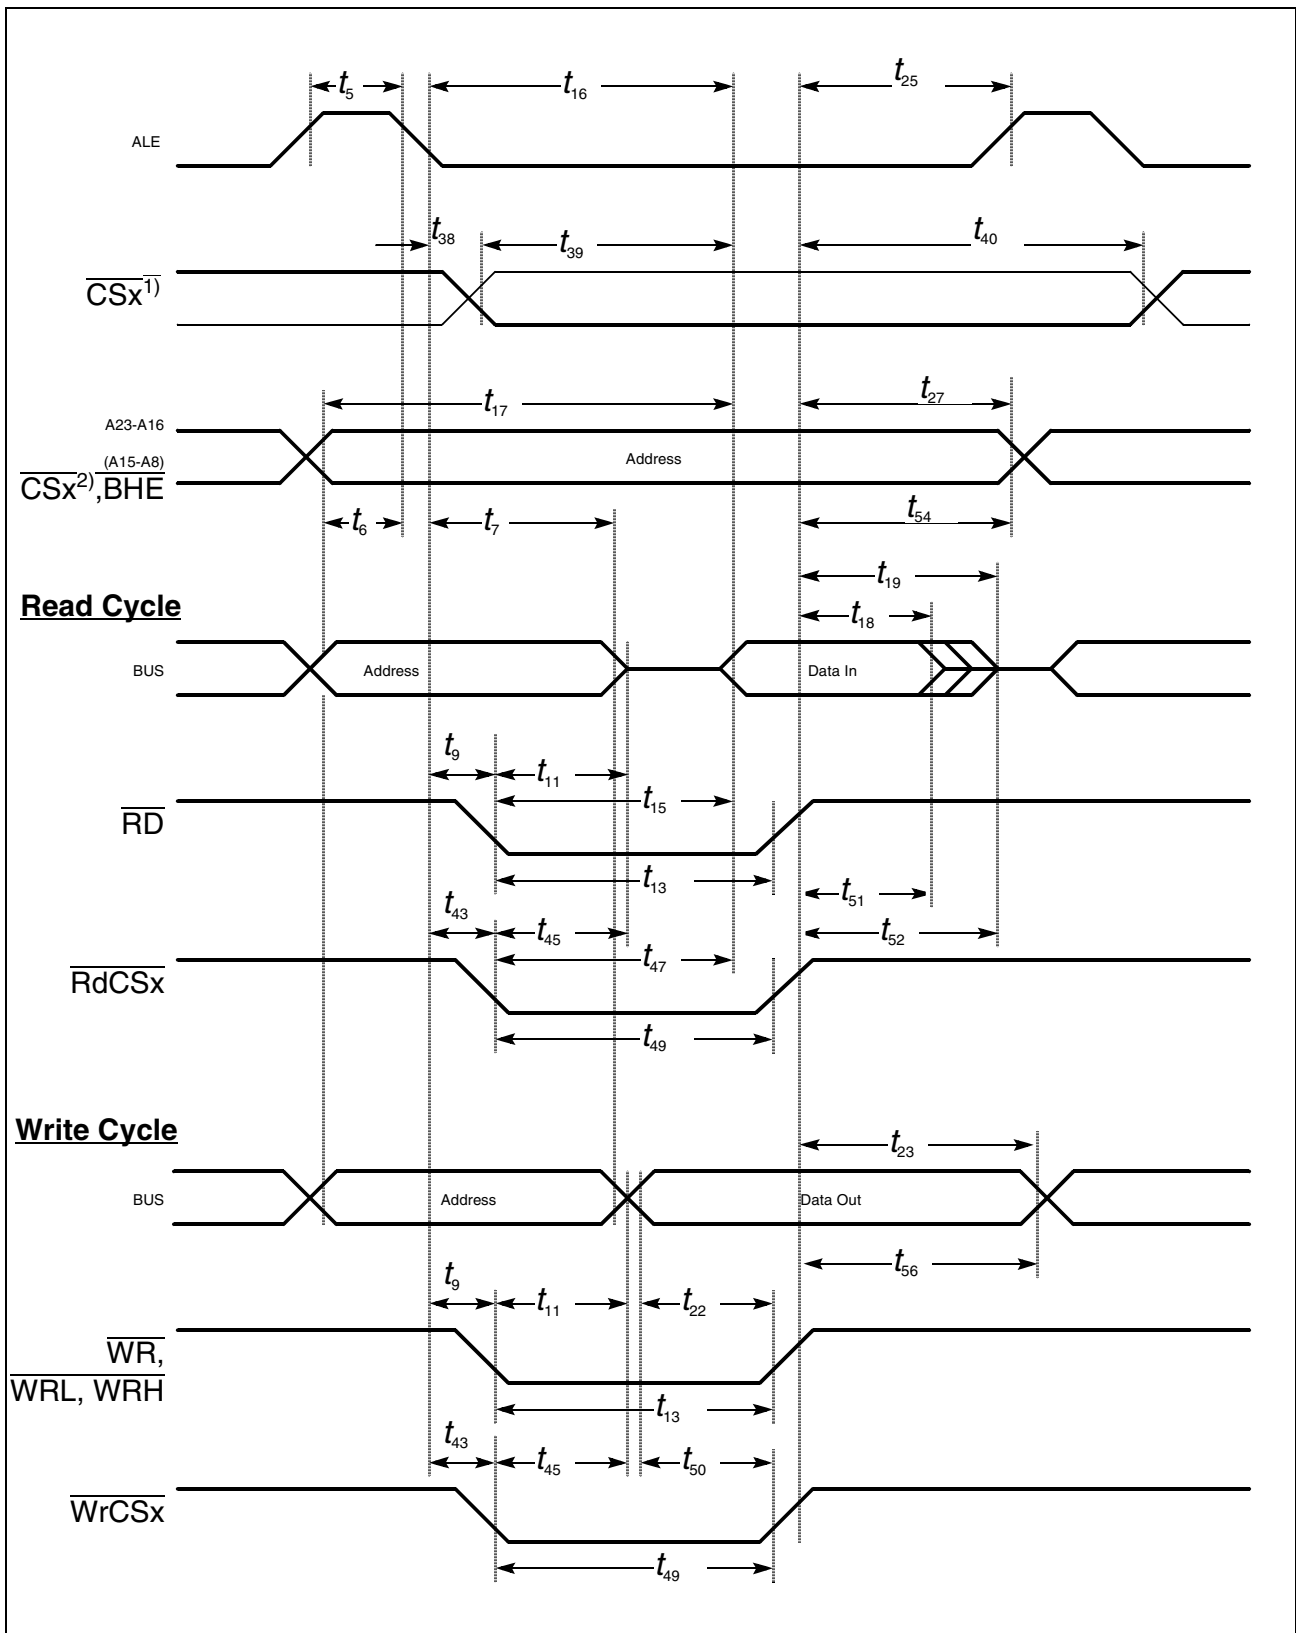 t5
t16
t25
ALE
t38
t39
t40
CSx1)
t17
t27
A23-A16
(A15-A8)
Address
CSx2),BHE
t6
t7
t54
t19
Read Cycle
t18
BUS
Address
Data In
t9
t11
t15
RD
t13
t51
t43
t45
t52
t47
RdCSx
t49
Write Cycle
t23
BUS
Address
Data Out
t56
t9
t11
t22
WR,
WRL, WRH
t13
t43
t45
t50
WrCSx
t49